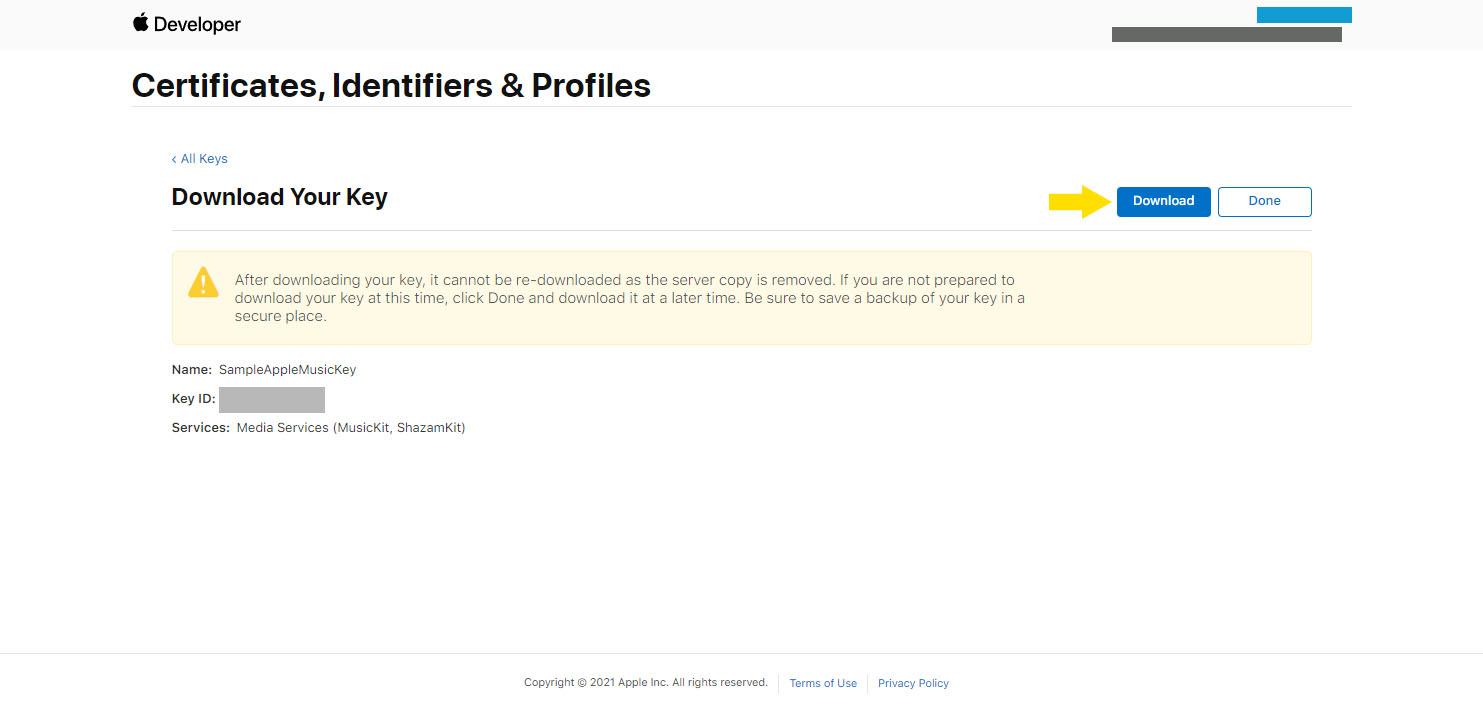 Developer
Certificates, Identifiers & Profiles
‹ All Keys
Download Your Key
Download
Done
After downloading your key, it cannot be re-downloaded as the server copy is removed. If you are not prepared to
download your key at this time, click Done and download it at a later time. Be sure to save a backup of your key in a
secure place.
Name: SampleAppleMusicKey
Key ID:
Services: Media Services (MusicKit, ShazamKit)
Copyright © 2021 Apple Inc. All rights reserved.
Terms of Use
Privacy Policy